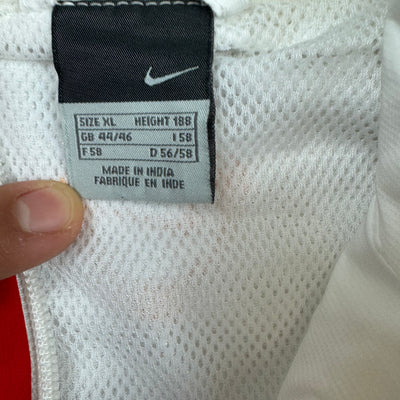 SIZE XL HEIGHT 188
GB 44/46 I 58
F 58 D 56/58
MADE IN INDIA
FABRIQUE EN INDE